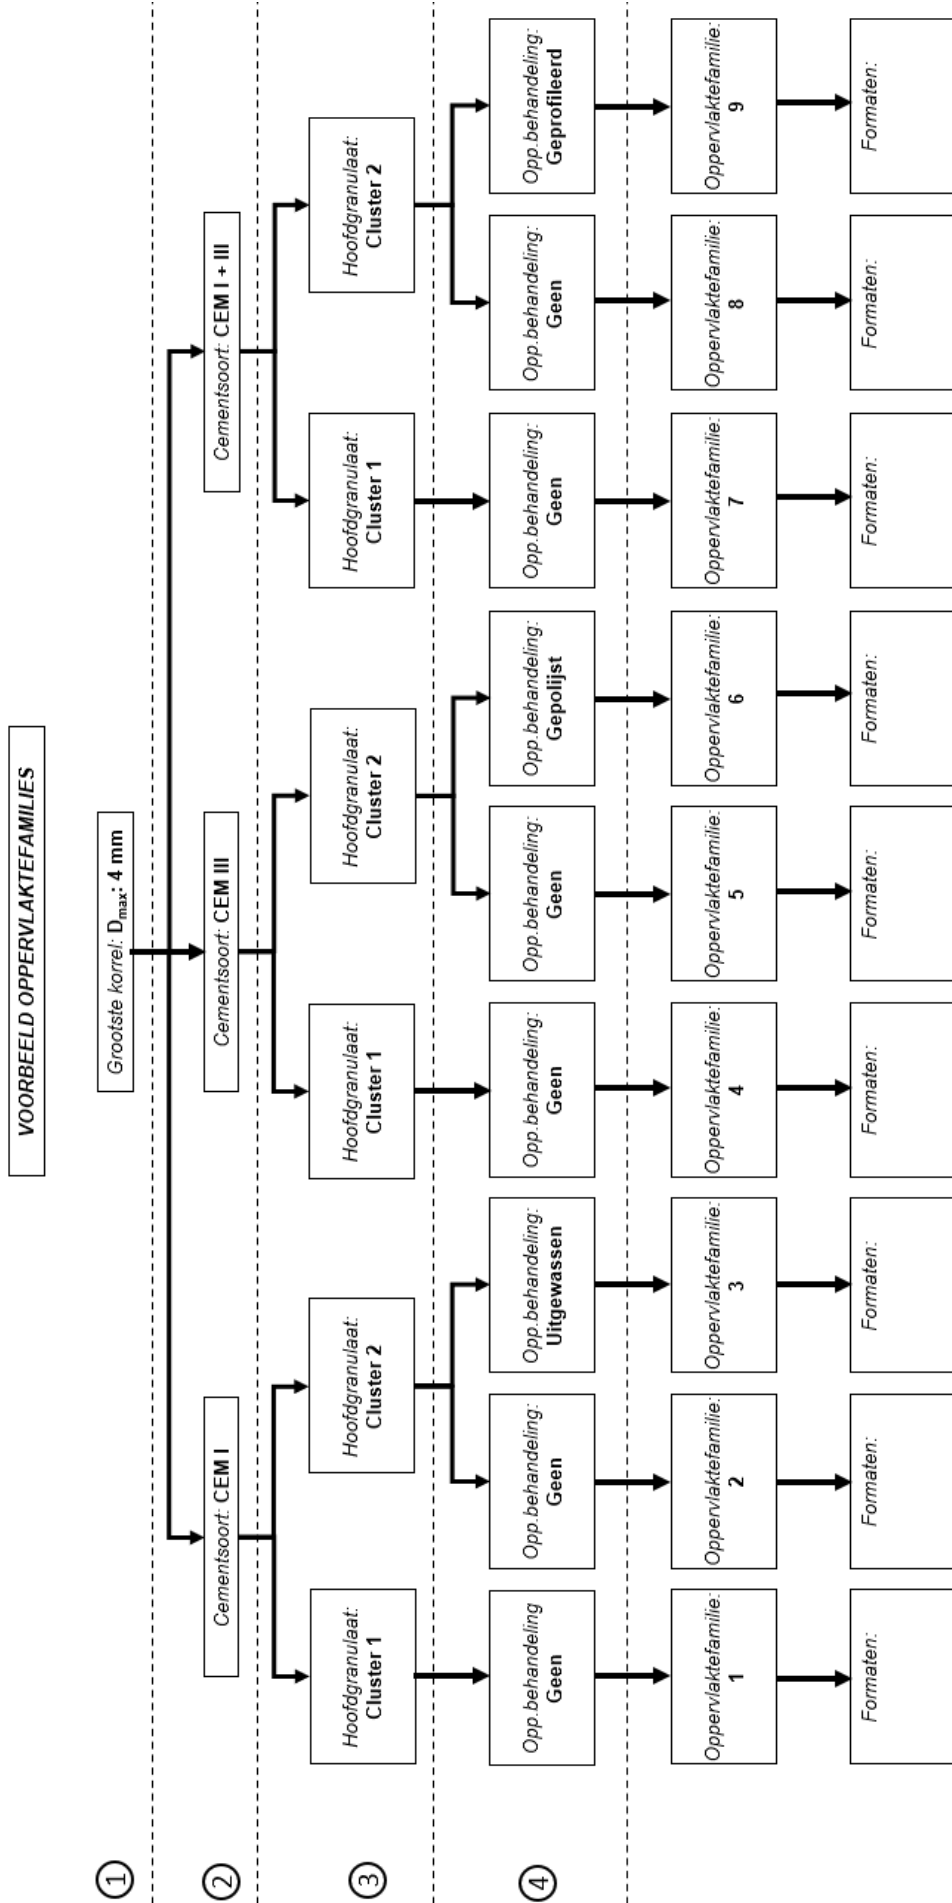 VOORBEELD OPPERVLAKTEFAMILIES
①
Grootste korrel: Dmax: 4 mm
②
Cementsoort: CEM I
Cementsoort: CEM III
Cementsoort: CEM I + III
③
Hoofdgranulaat:
Cluster 1
Hoofdgranulaat:
Cluster 2
Hoofdgranulaat:
Cluster 1
Hoofdgranulaat:
Cluster 2
Hoofdgranulaat:
Cluster 1
Hoofdgranulaat:
Cluster 2
④
Opp.behandeling
Geen
Opp.behandeling:
Geen
Opp.behandeling:
Uitgewassen
Opp.behandeling:
Geen
Opp.behandeling:
Geen
Opp.behandeling:
Gepolijst
Opp.behandeling:
Geen
Opp.behandeling:
Geen
Opp.behandeling:
Geprofileerd
Oppervlaktefamilie:
1
Oppervlaktefamilie:
2
Oppervlaktefamilie:
3
Oppervlaktefamilie:
4
Oppervlaktefamilie:
5
Oppervlaktefamilie:
6
Oppervlaktefamilie:
7
Oppervlaktefamilie:
8
Oppervlaktefamilie:
9
Formaten:
Formaten:
Formaten:
Formaten:
Formaten:
Formaten:
Formaten:
Formaten:
Formaten: